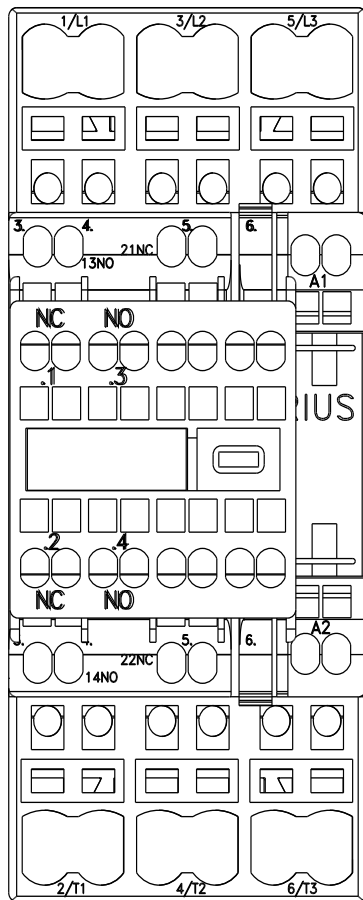 1/L1 3/L2 5/L3
3. 4. 5. 6.
21NC
13NO
A1
NC NO
.1 .3
RIUS
.2 .4
NC NO
A2
5. 6.
22NC
14NO
2/T1 4/T2 6/T3